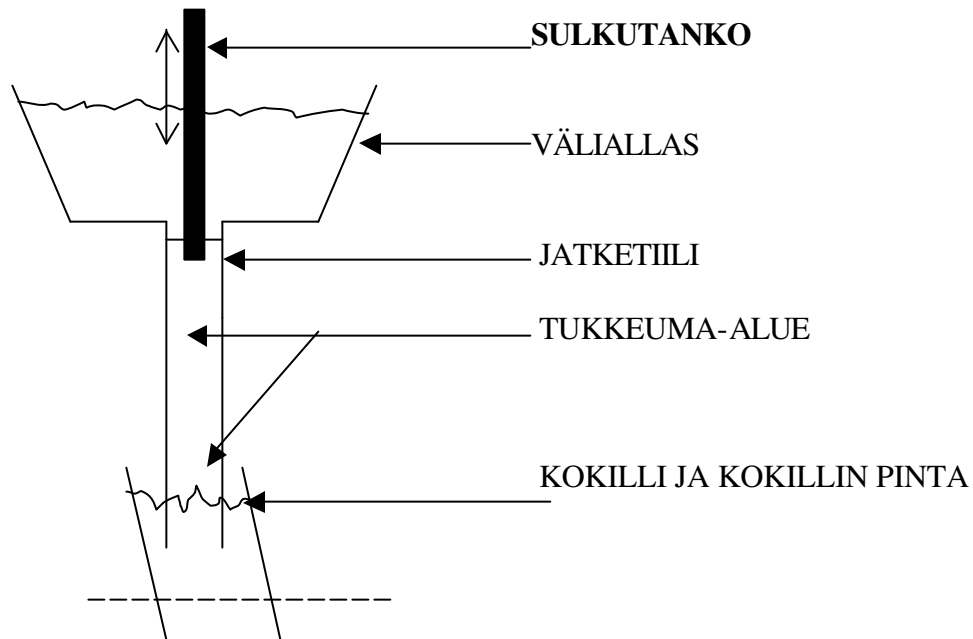 SULKUTANKO
VÄLIALLAS
JATKETIILI
TUKKEUMA-ALUE
KOKILLI JA KOKILLIN PINTA